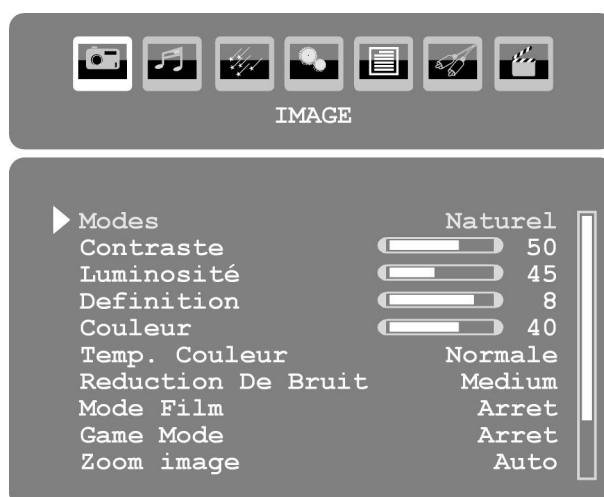 IMAGE
Modes Naturel
Contraste 50
Luminosité 45
Definition 8
Couleur 40
Temp. Couleur Normale
Reduction De Bruit Medium
Mode Film Arret
Game Mode Arret
Zoom image Auto